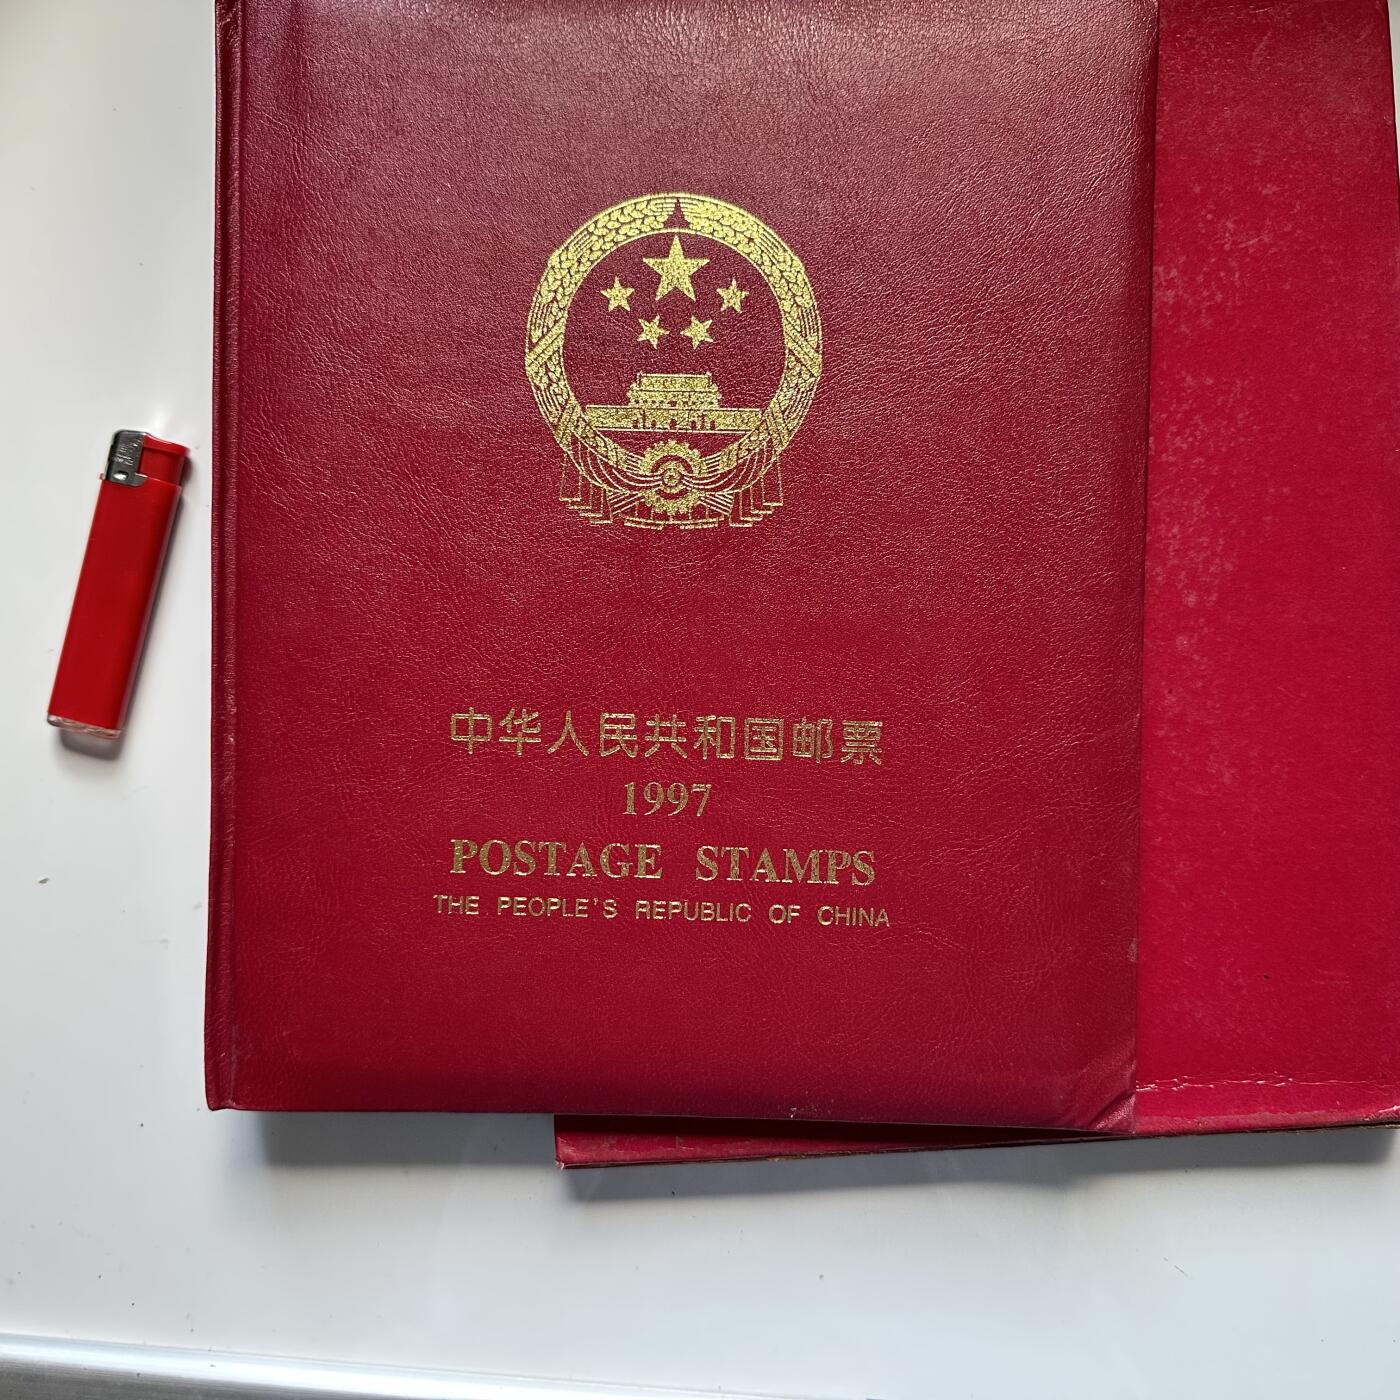 中华人民共和国邮票
1997
POSTAGE STAMPS
THE PEOPLE'S REPUBLIC OF CHINA